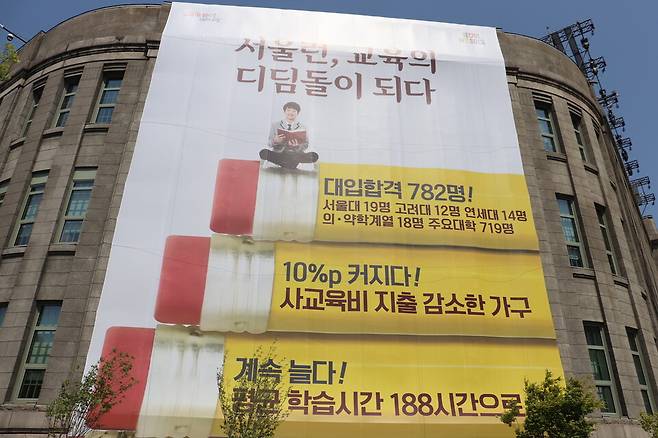 서울런, 교육의
디딤돌이 되다
대입합격 782명!
서울대 19명 고려대 12명 연세대 14명
의·약학계열 18명 주요대학 719명
10%p 커지다!
사교육비 지출 감소한 가구
계속 늘다!
평균 학습시간 188시간으로